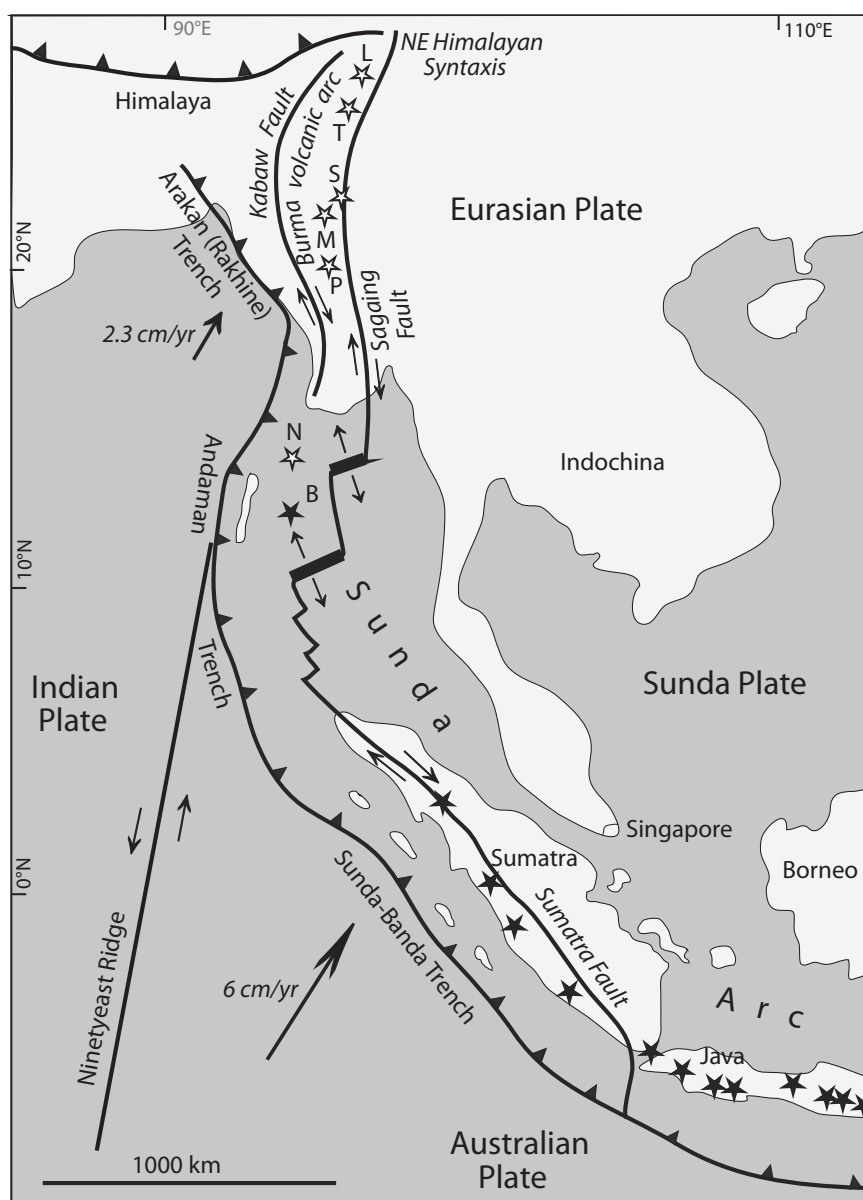 90°E
110°E
NE Himalayan
Syntaxis
L
Himalaya
Kabaw Fault
Burma volcanic arc
T
S
Arakan (Rakhine)
Trench
Eurasian Plate
20°N
M
P
Sagaing
Fault
2.3 cm/yr
N
Andaman
Indochina
B
10°N
Sunda
Trench
Indian
Plate
Sunda Plate
Singapore
Sumatra
Borneo
0°N
Sunda-Banda Trench
Sumatra Fault
Ninetyeast Ridge
6 cm/yr
Arc
Java
Australian
Plate
1000 km